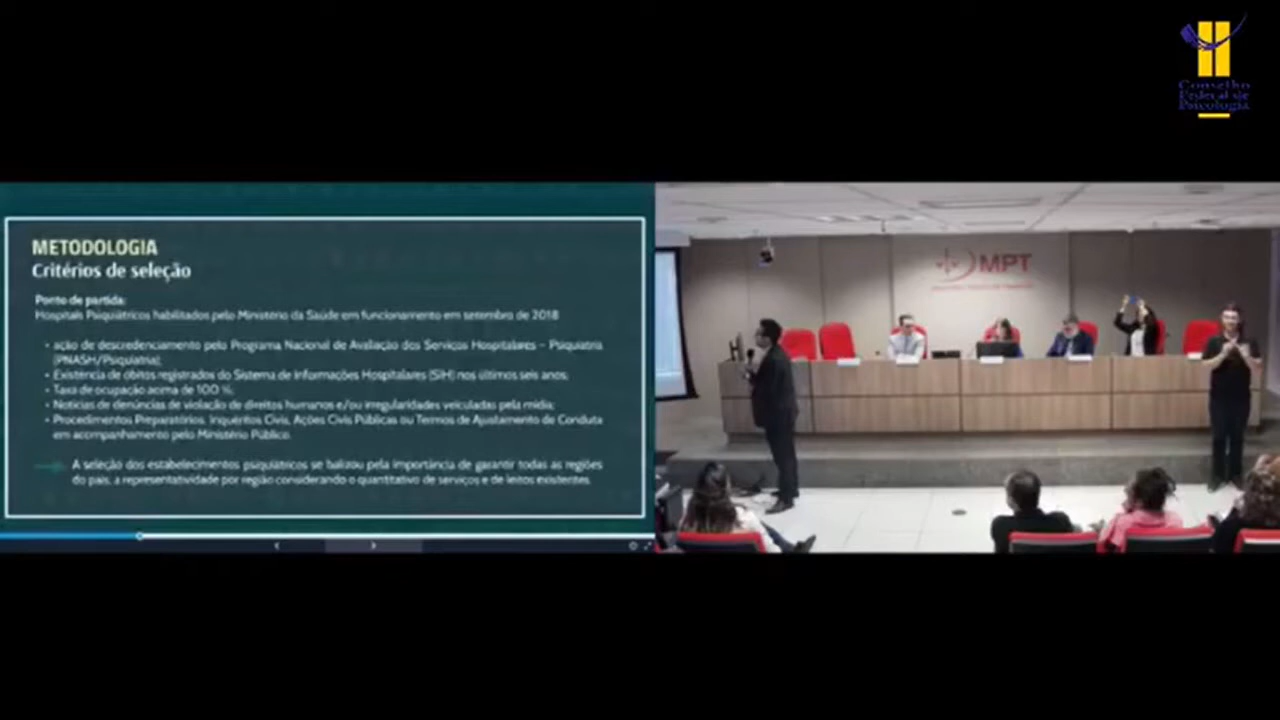 Conselho
Federal de
Psicologia
METODOLOGIA
Critérios de seleção
Ponto de partida:
Hospitais Psiquiátricos habilitados pelo Ministério da Saúde em funcionamento em setembro de 2018
• ação de descredenciamento pelo Programa Nacional de Avaliação dos Serviços Hospitalares – Psiquiatria
(PNASH/Psiquiatria);
• Existência de óbitos registrados do Sistema de Informações Hospitalares (SIH) nos últimos seis anos;
• Taxa de ocupação acima de 100 %.
• Notícias de denúncias de violação de direitos humanos e/ou irregularidades veiculadas pela mídia;
• Procedimentos Preparatórios, Inquéritos Civis, Ações Civis Públicas ou Termos de Ajustamento de Conduta
em acompanhamento pelo Ministério Público.
A seleção dos estabelecimentos psiquiátricos se balizou pela importância de garantir todas as regiões
do país, a representatividade por região considerando o quantitativo de serviços e de leitos existentes.
MPT